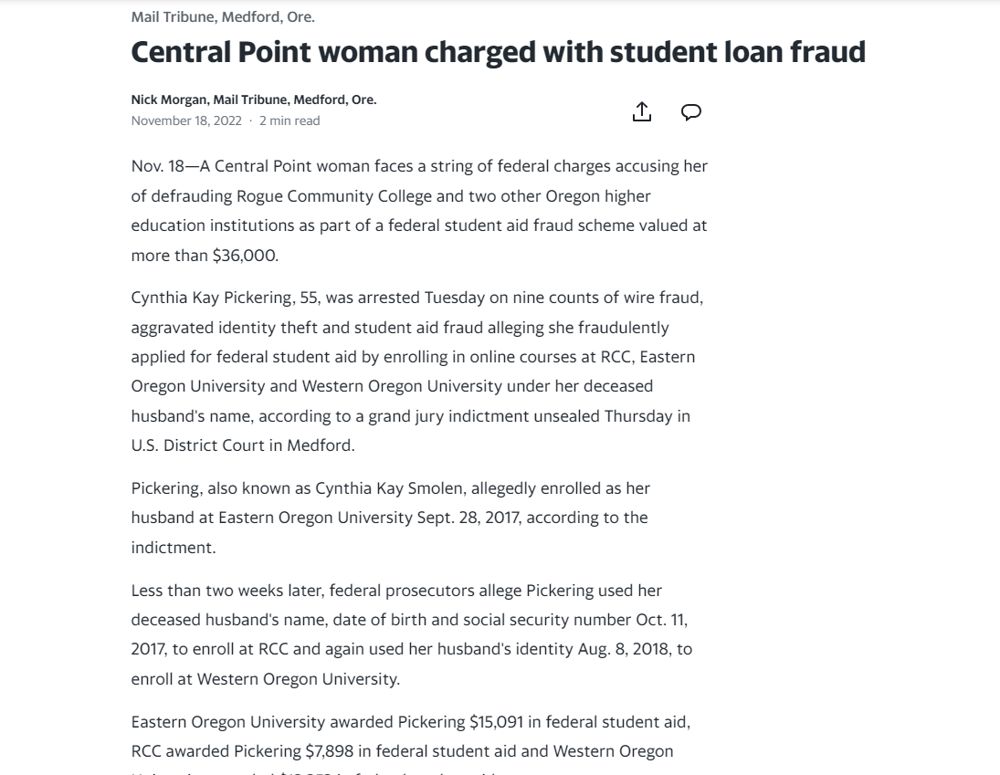 Mail Tribune, Medford, Ore.
Central Point woman charged with student loan fraud
Nick Morgan, Mail Tribune, Medford, Ore.
November 18, 2022 · 2 min read
Nov. 18—A Central Point woman faces a string of federal charges accusing her
of defrauding Rogue Community College and two other Oregon higher
education institutions as part of a federal student aid fraud scheme valued at
more than $36,000.
Cynthia Kay Pickering, 55, was arrested Tuesday on nine counts of wire fraud,
aggravated identity theft and student aid fraud alleging she fraudulently
applied for federal student aid by enrolling in online courses at RCC, Eastern
Oregon University and Western Oregon University under her deceased
husband's name, according to a grand jury indictment unsealed Thursday in
U.S. District Court in Medford.
Pickering, also known as Cynthia Kay Smolen, allegedly enrolled as her
husband at Eastern Oregon University Sept. 28, 2017, according to the
indictment.
Less than two weeks later, federal prosecutors allege Pickering used her
deceased husband's name, date of birth and social security number Oct. 11,
2017, to enroll at RCC and again used her husband's identity Aug. 8, 2018, to
enroll at Western Oregon University.
Eastern Oregon University awarded Pickering $15,091 in federal student aid,
RCC awarded Pickering $7,898 in federal student aid and Western Oregon